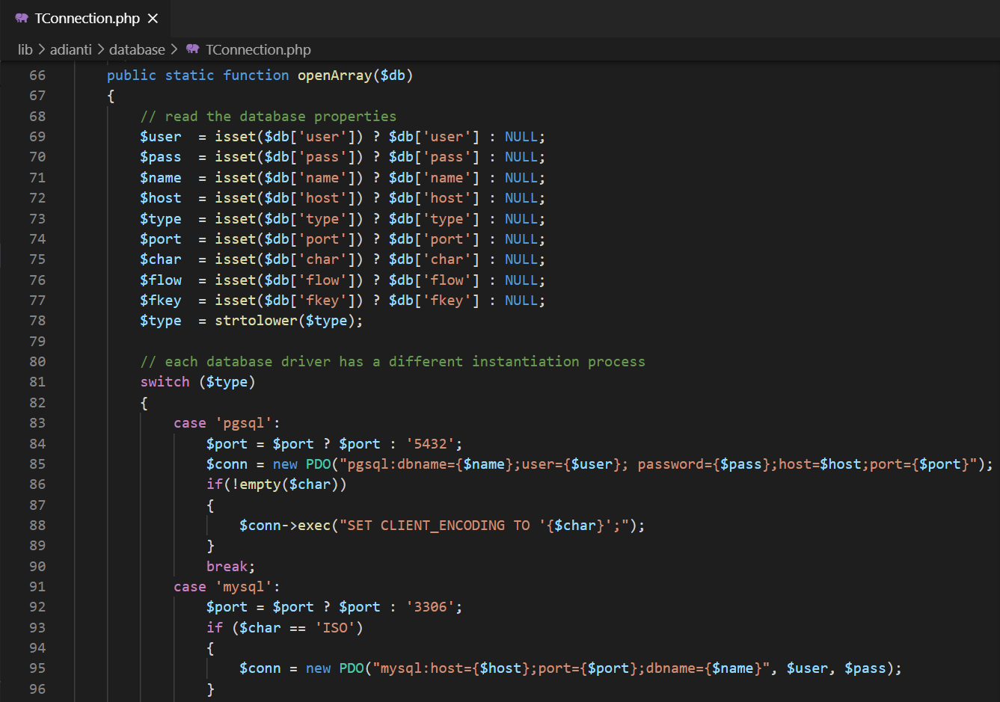 TConnection.php ×
lib > adianti > database > TConnection.php
66 public static function openArray($db)
67 {
68 // read the database properties
69 $user  = isset($db['user']) ? $db['user'] : NULL;
70 $pass  = isset($db['pass']) ? $db['pass'] : NULL;
71 $name  = isset($db['name']) ? $db['name'] : NULL;
72 $host  = isset($db['host']) ? $db['host'] : NULL;
73 $type  = isset($db['type']) ? $db['type'] : NULL;
74 $port  = isset($db['port']) ? $db['port'] : NULL;
75 $char  = isset($db['char']) ? $db['char'] : NULL;
76 $flow  = isset($db['flow']) ? $db['flow'] : NULL;
77 $fkey  = isset($db['fkey']) ? $db['fkey'] : NULL;
78 $type  = strtolower($type);
79
80 // each database driver has a different instantiation process
81 switch ($type)
82 {
83 case 'pgsql':
84 $port = $port ? $port : '5432';
85 $conn = new PDO("pgsql:dbname={$name};user={$user}; password={$pass};host=$host;port={$port}");
86 if(!empty($char))
87 {
88 $conn->exec("SET CLIENT_ENCODING TO '{$char}';");
89 }
90 break;
91 case 'mysql':
92 $port = $port ? $port : '3306';
93 if ($char == 'ISO')
94 {
95 $conn = new PDO("mysql:host={$host};port={$port};dbname={$name}", $user, $pass);
96 }